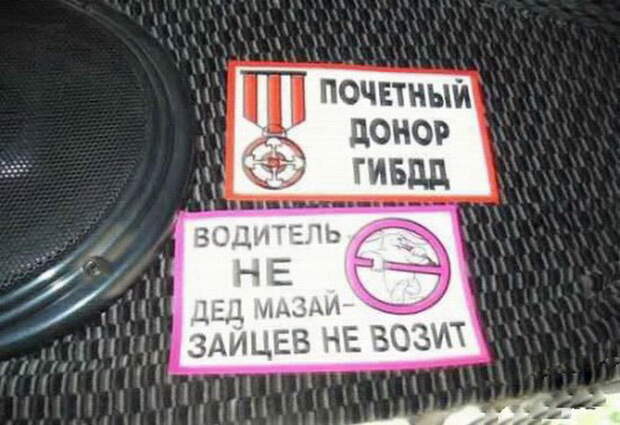 ПОЧЕТНЫЙ
ДОНОР
ГИБДД
ВОДИТЕЛЬ-
НЕ
ДЕД МАЗАЙ-
ЗАЙЦЕВ НЕ ВОЗИТ